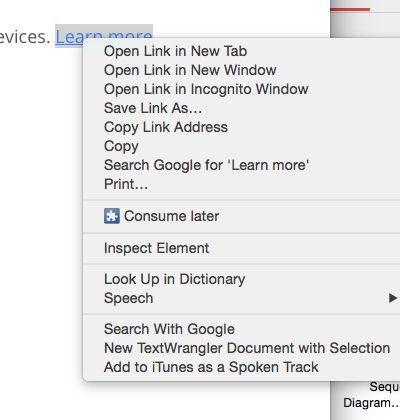 evices. Learn more
Open Link in New Tab
Open Link in New Window
Open Link in Incognito Window
Save Link As...
Copy Link Address
Copy
Search Google for 'Learn more'
Print...
Consume later
Inspect Element
Look Up in Dictionary
Speech
Search With Google
New TextWrangler Document with Selection
Add to iTunes as a Spoken Track
Sequ
Diagram...